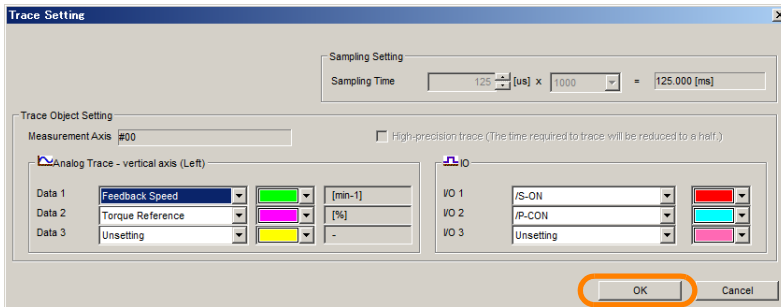 Trace Setting
Sampling Setting
Sampling Time 125 [us] x 1000 = 125.000 [ms]
Trace Object Setting
Measurement Axis #00 High-precision trace (The time required to trace will be reduced to a half.)
Analog Trace - vertical axis (Left)
Data 1 Feedback Speed [min-1]
Data 2 Torque Reference [%]
Data 3 Unsetting -
IO
I/O 1 /S-ON
I/O 2 /P-CON
I/O 3 Unsetting
OK Cancel